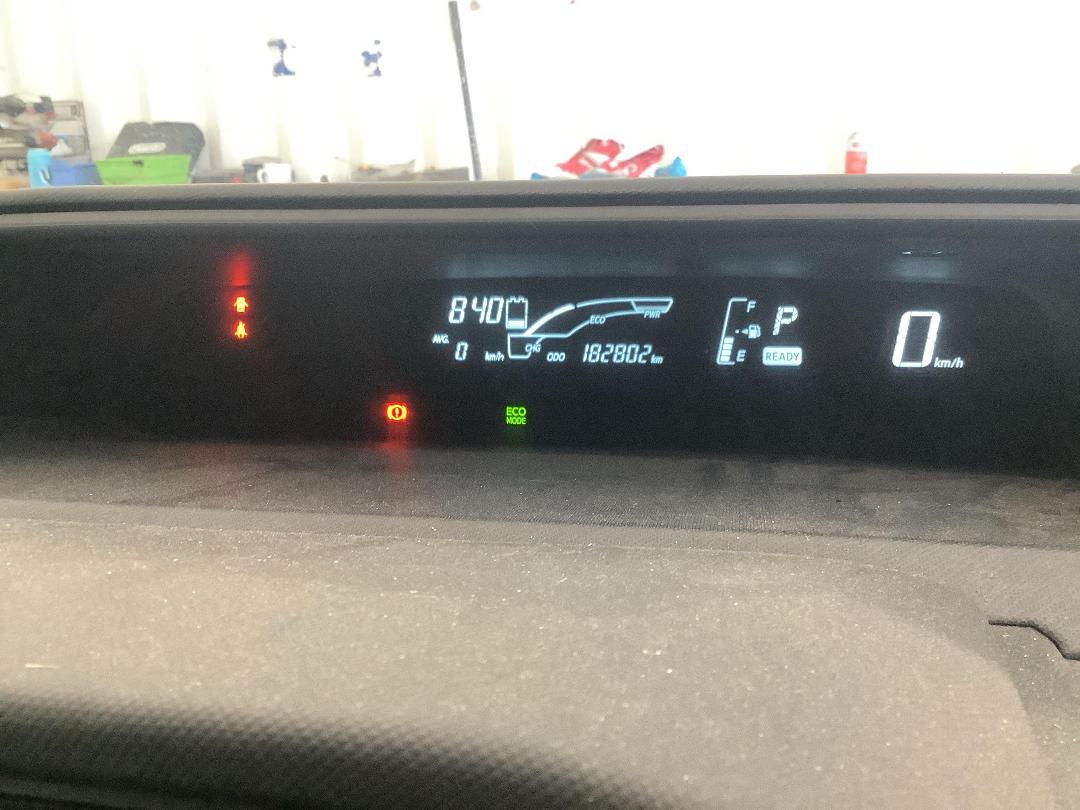 840
AVG. 0 km/h
CHG
ECO
PWR
ODO 182802 km
F
E
P
READY
0 km/h
ECO
MODE